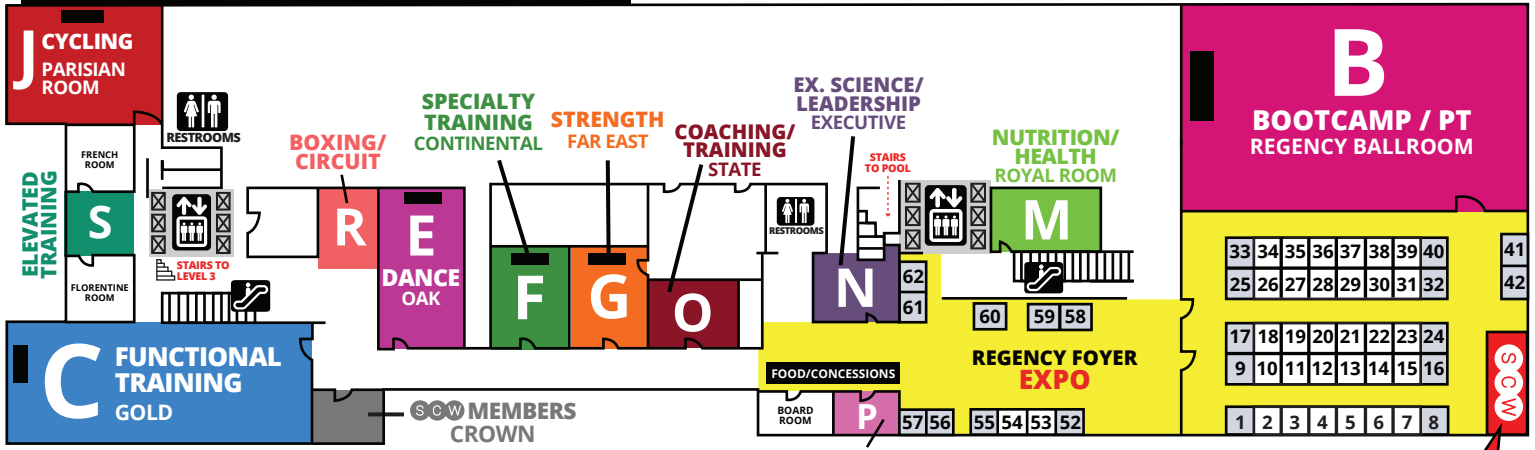 J
CYCLING
PARISIAN
ROOM
RESTROOMS
FRENCH
ROOM
ELEVATED
TRAINING
S
STAIRS TO
LEVEL 3
FLORENTINE
ROOM
C
FUNCTIONAL
TRAINING
GOLD
BOXING/
CIRCUIT
R
E
DANCE
OAK
SCW MEMBERS
CROWN
SPECIALTY
TRAINING
CONTINENTAL
F
STRENGTH
FAR EAST
G
COACHING/
TRAINING
STATE
O
RESTROOMS
EX. SCIENCE/
LEADERSHIP
EXECUTIVE
N
STAIRS
TO POOL
NUTRITION/
HEALTH
ROYAL ROOM
M
62
61
60
59 58
REGENCY FOYER
EXPO
FOOD/CONCESSIONS
BOARD
ROOM
P
57 56
55 54 53 52
B
BOOTCAMP / PT
REGENCY BALLROOM
33 34 35 36 37 38 39 40
25 26 27 28 29 30 31 32
17 18 19 20 21 22 23 24
9 10 11 12 13 14 15 16
1 2 3 4 5 6 7 8
41
42
SCW